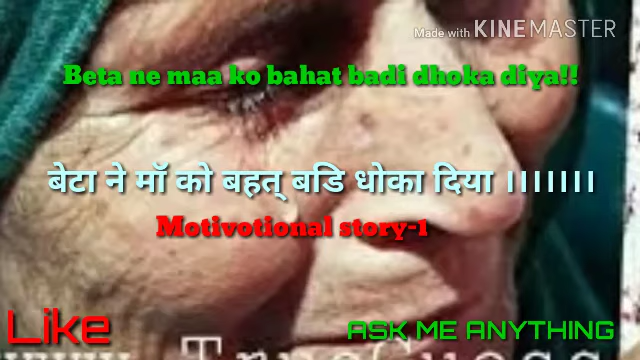 Made with KINEMASTER
Beta ne maa ko bahat badi dhoka diya!!
बेटा ने माॅ को बहत् बडि धोका दिया ।।।।।।।
Motivotional story-1
Like
ASK ME ANYTHING